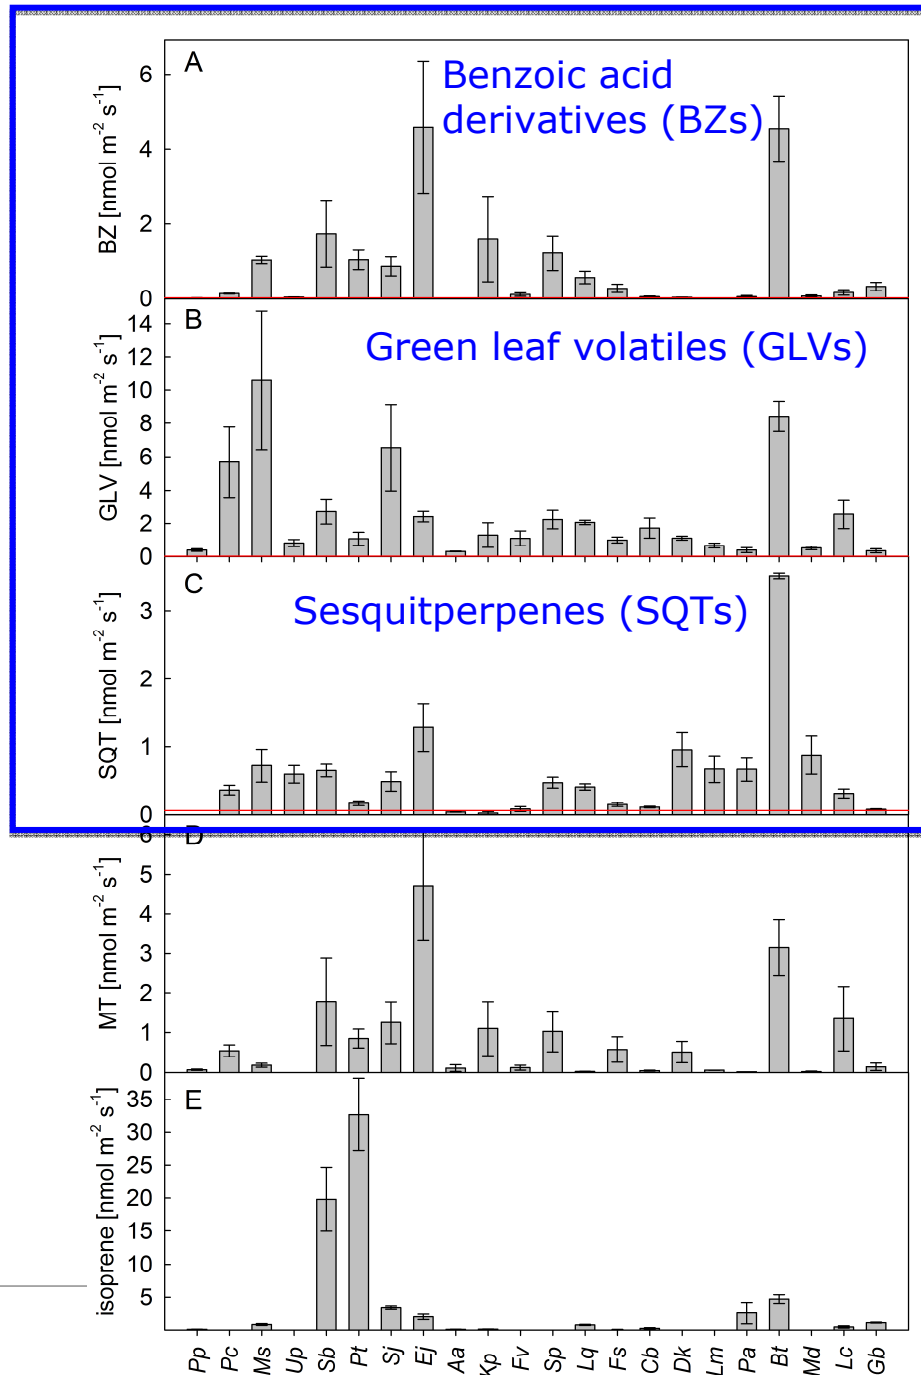 A
Benzoic acid
derivatives (BZs)
BZ [nmol m⁻² s⁻¹]
6
4
2
0
B
Green leaf volatiles (GLVs)
GLV [nmol m⁻² s⁻¹]
14
12
10
8
6
4
2
0
C
Sesquitperpenes (SQTs)
SQT [nmol m⁻² s⁻¹]
3
2
1
0
D
MT [nmol m⁻² s⁻¹]
6
5
4
3
2
1
0
E
isoprene [nmol m⁻² s⁻¹]
35
30
25
20
15
10
5
Pp Pc Ms Up Sb Pt Sj Ej Aa Kp Fv Sp Lq Fs Cb Dk Lm Pa Bt Md Lc Gb